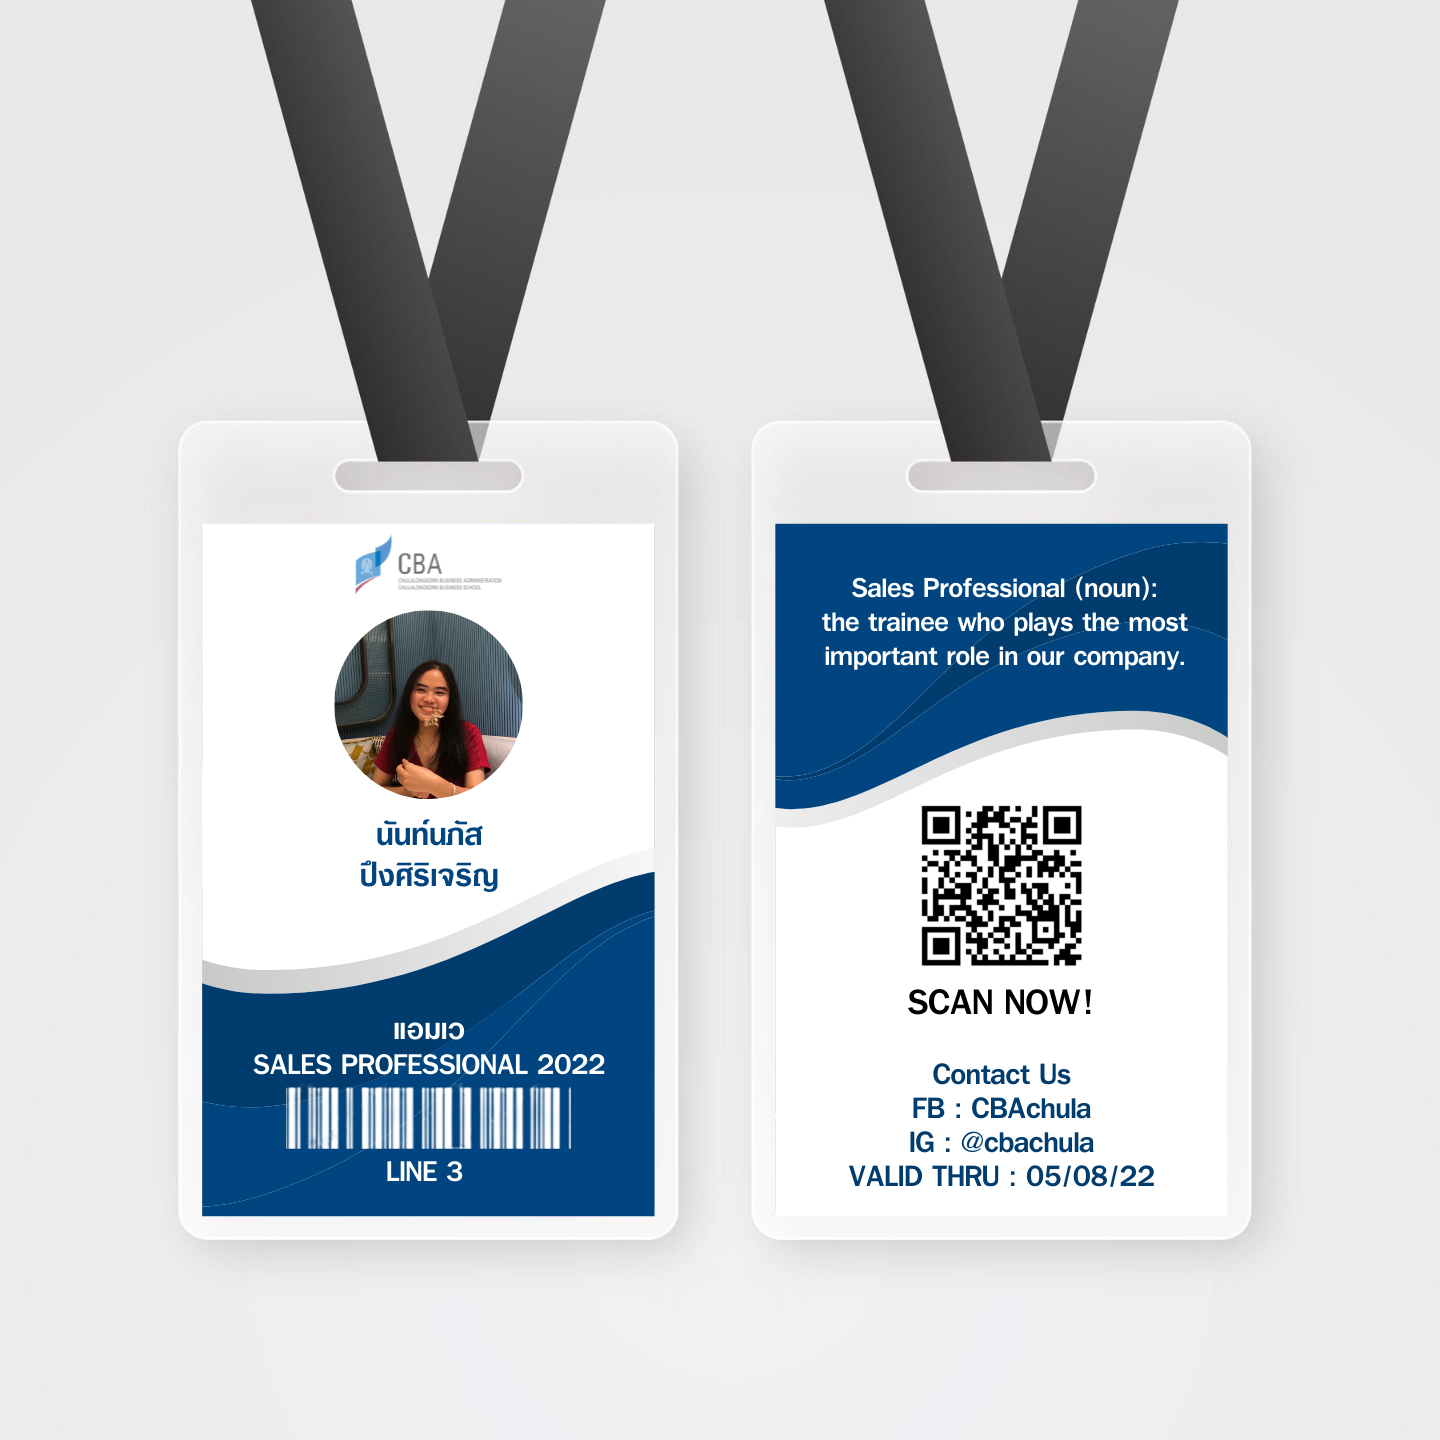 CBA
CHULALONGKORN BUSINESS ADMINISTRATION
CHULALONGKORN BUSINESS SCHOOL
นันท์นภัส
ปึงศิริเจริญ
แอมเว
SALES PROFESSIONAL 2022
LINE 3
Sales Professional (noun):
the trainee who plays the most
important role in our company.
SCAN NOW!
Contact Us
FB : CBAchula
IG : @cbachula
VALID THRU : 05/08/22